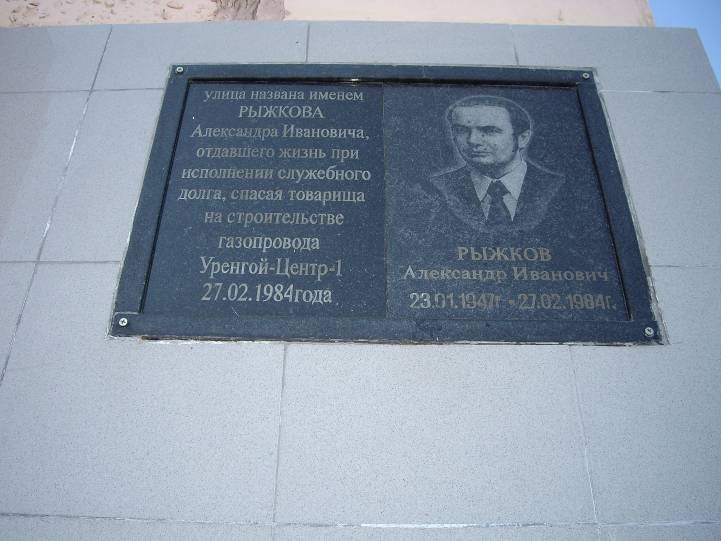 улица названа именем
РЫЖКОВА
Александра Ивановича,
отдавшего жизнь при
исполнении служебного
долга, спасая товарища
на строительстве
газопровода
Уренгой-Центр-1
27.02.1984года
РЫЖКОВ
Александр Иванович
23.01.1947г.-27.02.1984г.